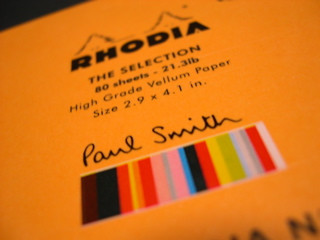 RHODIA
THE SELECTION
80 sheets - 21.3lb
High Grade Vellum Paper
Size 2.9 x 4.1 in.
Paul Smith